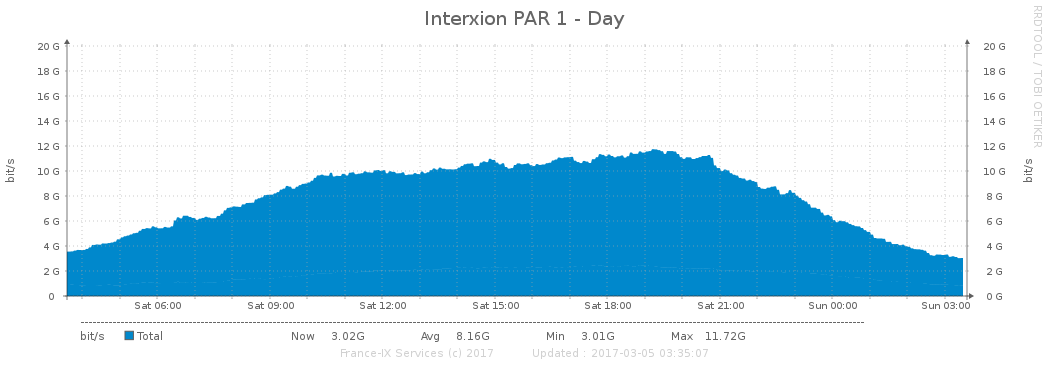 Interxion PAR 1 - Day
RRDTOOL / TOBI OETIKER
bit/s
20 G 20 G
18 G 18 G
16 G 16 G
14 G 14 G
12 G 12 G
10 G 10 G
8 G 8 G
6 G 6 G
4 G 4 G
2 G 2 G
0 0 G
bit/s
Sat 06:00 Sat 09:00 Sat 12:00 Sat 15:00 Sat 18:00 Sat 21:00 Sun 00:00 Sun 03:00
bit/s Total Now 3.02G Avg 8.16G Min 3.01G Max 11.72G
France-IX Services (c) 2017 Updated : 2017-03-05 03:35:07